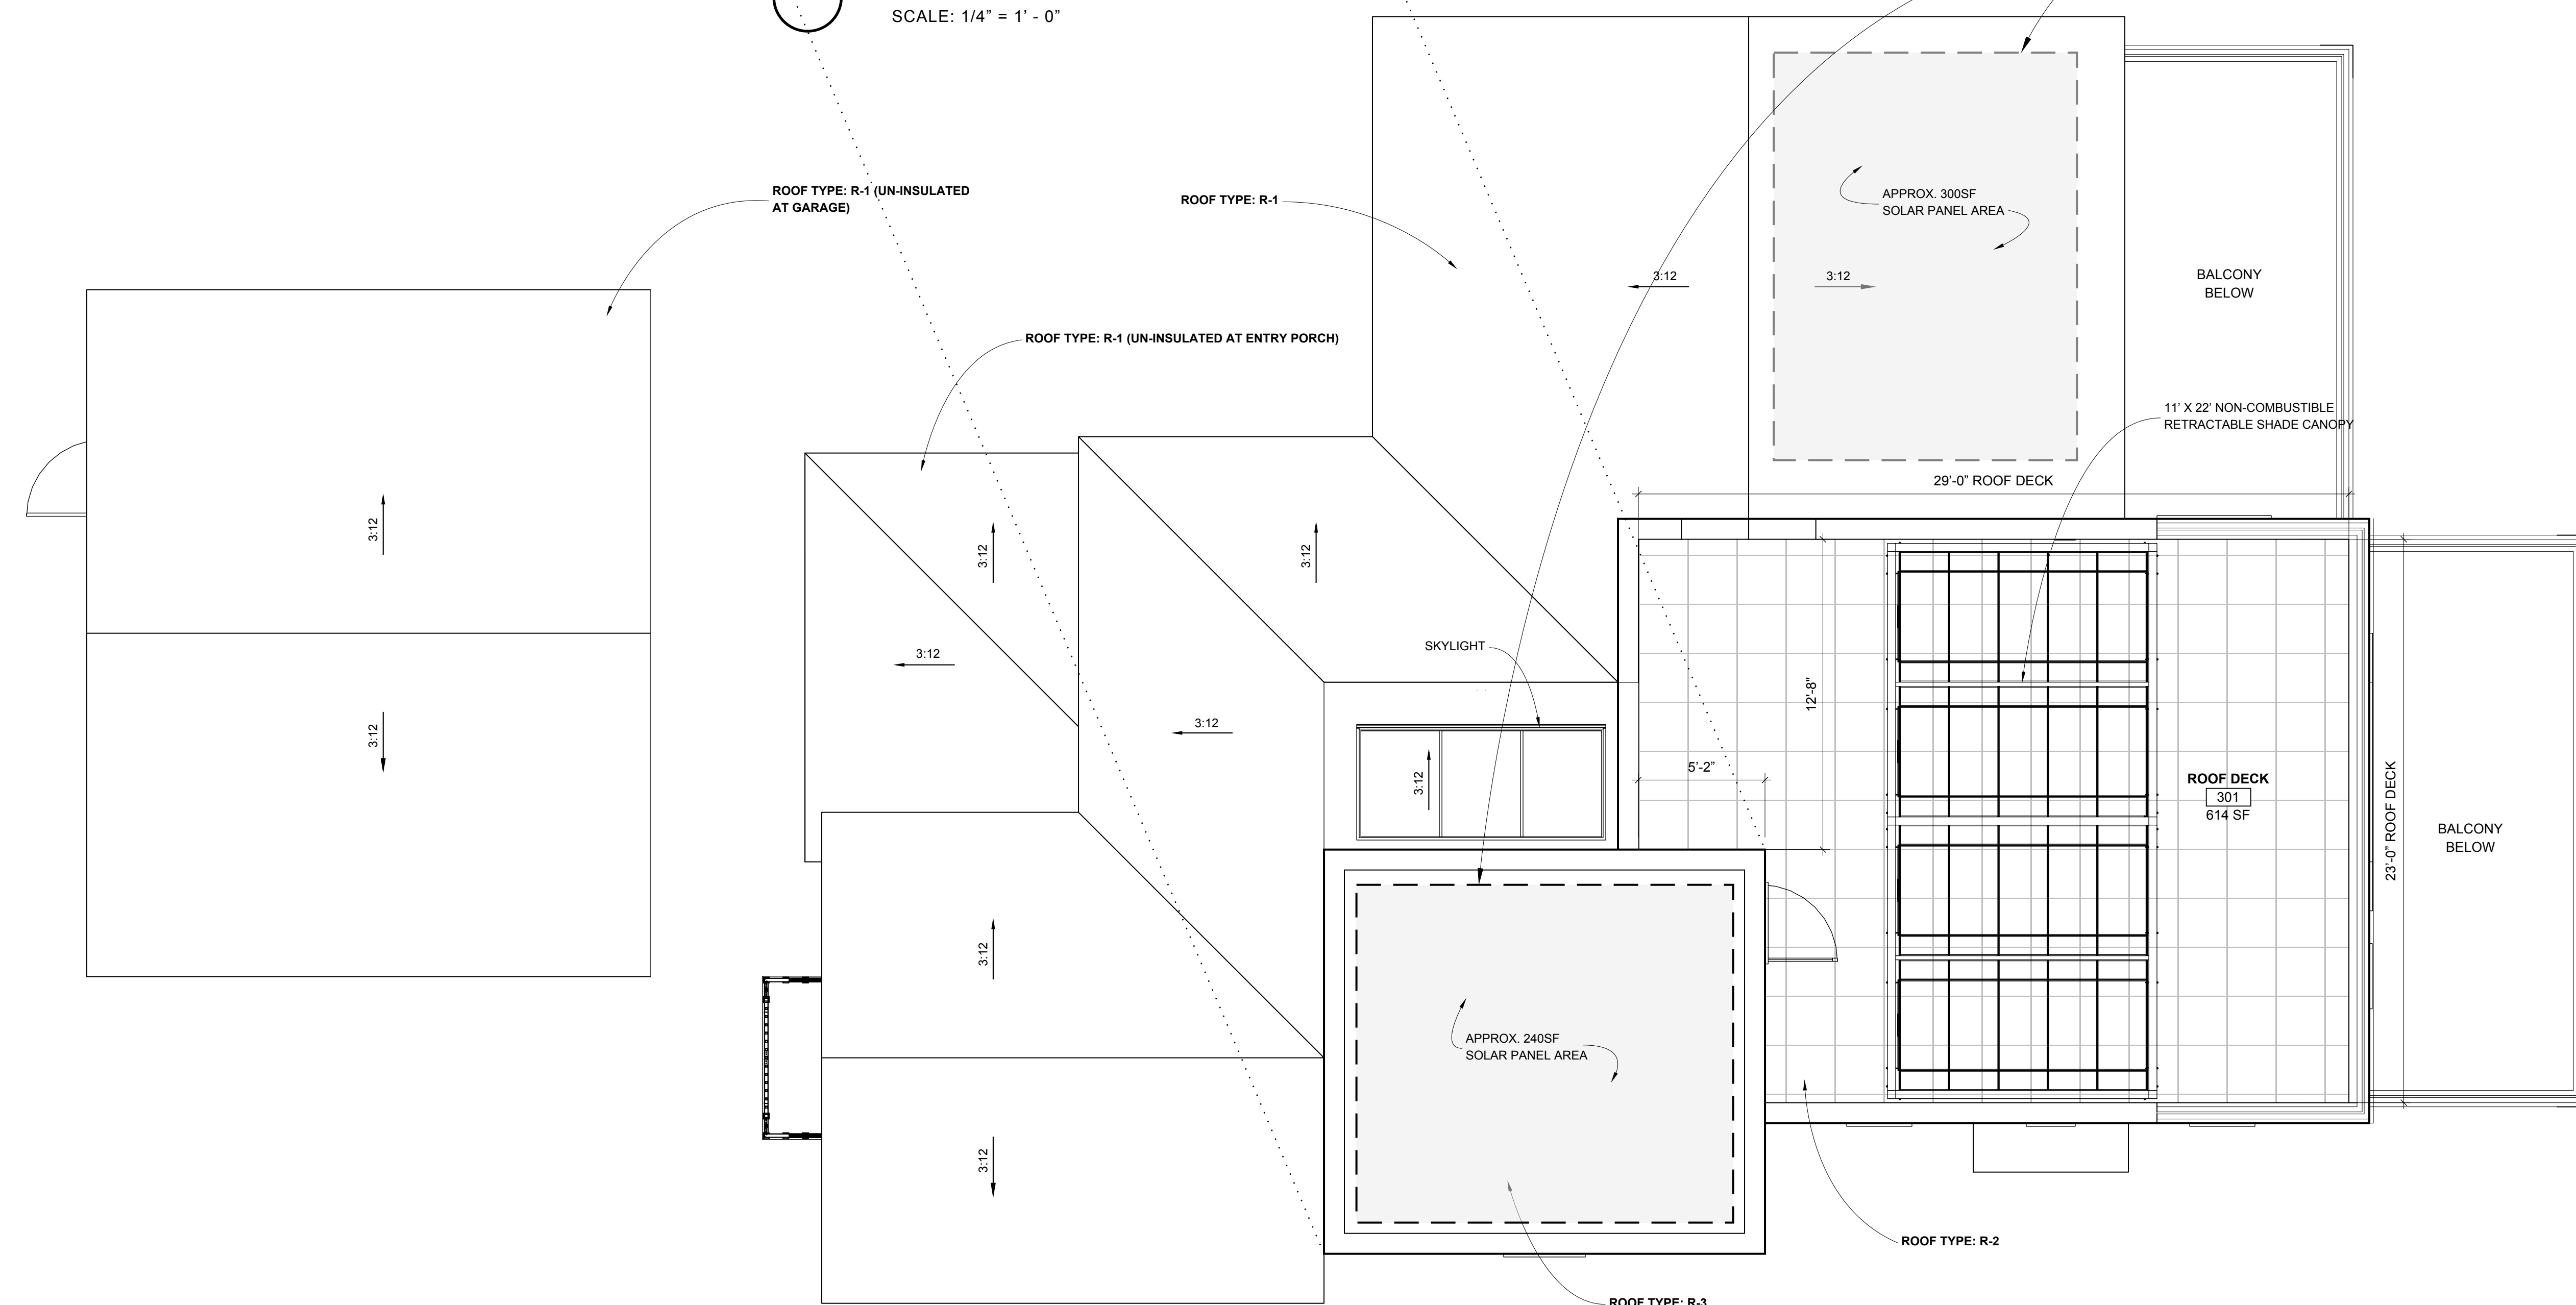 SCALE: 1/4” = 1’ - 0”
ROOF TYPE: R-1 (UN-INSULATED
AT GARAGE)
ROOF TYPE: R-1
APPROX. 300SF
SOLAR PANEL AREA
3:12
3:12
BALCONY
BELOW
ROOF TYPE: R-1 (UN-INSULATED AT ENTRY PORCH)
11’ X 22’ NON-COMBUSTIBLE
RETRACTABLE SHADE CANOPY
29’-0” ROOF DECK
3:12
3:12
3:12
3:12
SKYLIGHT
12'-8"
3:12
3:12
3:12
5’-2”
3:12
ROOF DECK
301
614 SF
23’-0” ROOF DECK
BALCONY
BELOW
3:12
APPROX. 240SF
SOLAR PANEL AREA
3:12
ROOF TYPE: R-2
ROOF TYPE: R-3